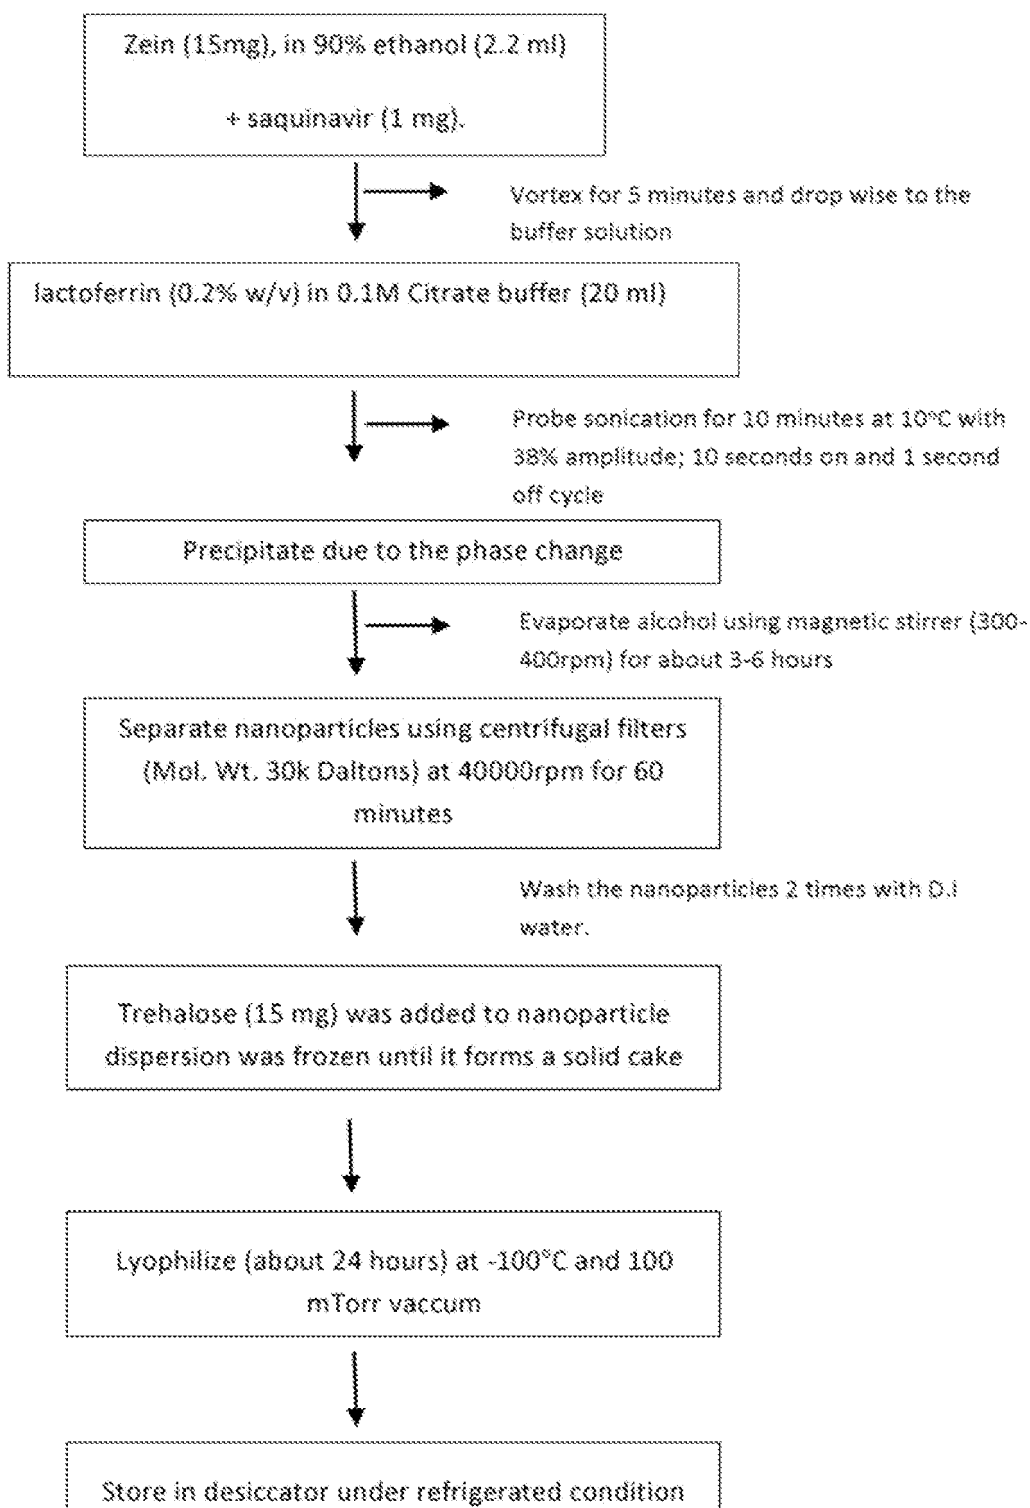 Zein (15mg), in 90% ethanol (2.2 ml)
+ saquinavir (1 mg).
Vortex for 5 minutes and drop wise to the
buffer solution
lactoferrin (0.2% w/v) in 0.1M Citrate buffer (20 ml)
Probe sonication for 10 minutes at 10°C with
38% amplitude; 10 seconds on and 1 second
off cycle
Precipitate due to the phase change
Evaporate alcohol using magnetic stirrer (300-
400rpm) for about 3-6 hours
Separate nanoparticles using centrifugal filters
(Mol. Wt. 30k Daltons) at 40000rpm for 60
minutes
Wash the nanoparticles 2 times with D.I
water.
Trehalose (15 mg) was added to nanoparticle
dispersion was frozen until it forms a solid cake
Lyophilize (about 24 hours) at -100°C and 100
mTorr vaccum
Store in desiccator under refrigerated condition